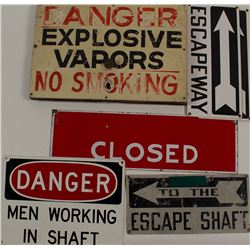 DANGER
EXPLOSIVE
VAPORS
NO SMOKING
ESCAPEWAY
CLOSED
DANGER
MEN WORKING
IN SHAFT
TO THE
ESCAPE SHAFT